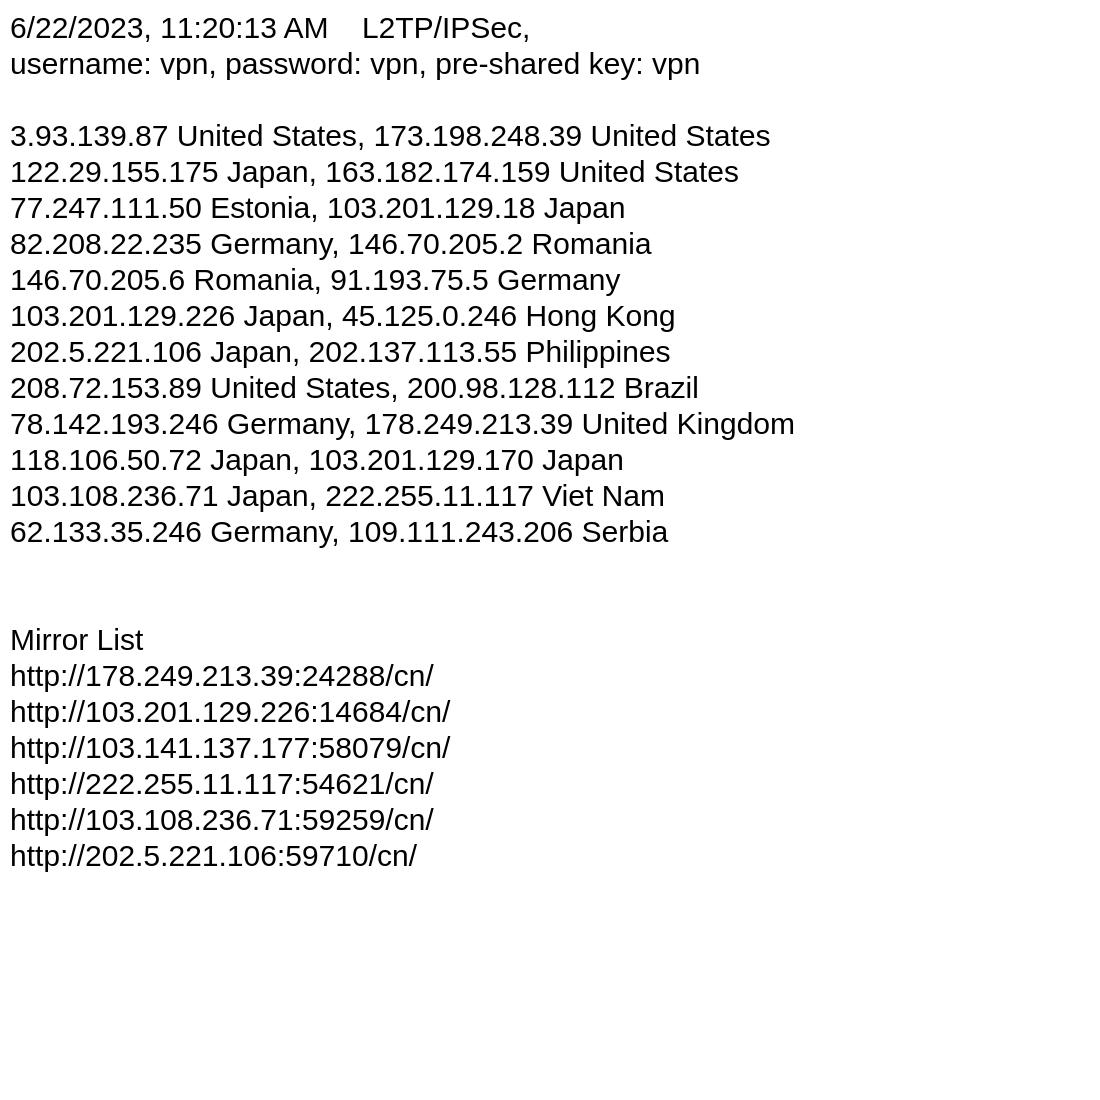 6/22/2023, 11:20:13 AM    L2TP/IPSec,
username: vpn, password: vpn, pre-shared key: vpn
3.93.139.87 United States, 173.198.248.39 United States
122.29.155.175 Japan, 163.182.174.159 United States
77.247.111.50 Estonia, 103.201.129.18 Japan
82.208.22.235 Germany, 146.70.205.2 Romania
146.70.205.6 Romania, 91.193.75.5 Germany
103.201.129.226 Japan, 45.125.0.246 Hong Kong
202.5.221.106 Japan, 202.137.113.55 Philippines
208.72.153.89 United States, 200.98.128.112 Brazil
78.142.193.246 Germany, 178.249.213.39 United Kingdom
118.106.50.72 Japan, 103.201.129.170 Japan
103.108.236.71 Japan, 222.255.11.117 Viet Nam
62.133.35.246 Germany, 109.111.243.206 Serbia
Mirror List
http://178.249.213.39:24288/cn/
http://103.201.129.226:14684/cn/
http://103.141.137.177:58079/cn/
http://222.255.11.117:54621/cn/
http://103.108.236.71:59259/cn/
http://202.5.221.106:59710/cn/